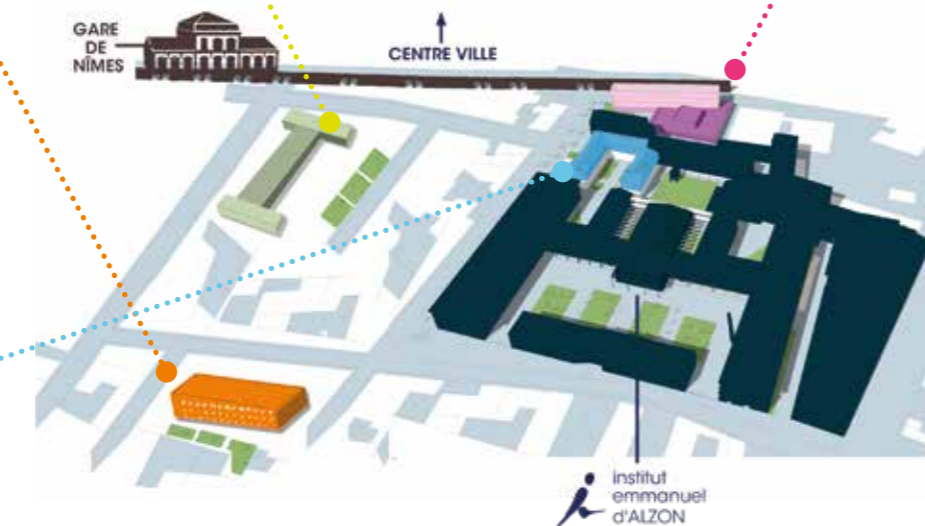 GARE
DE
NÎMES
CENTRE VILLE
institut
emmanuel
d'ALZON